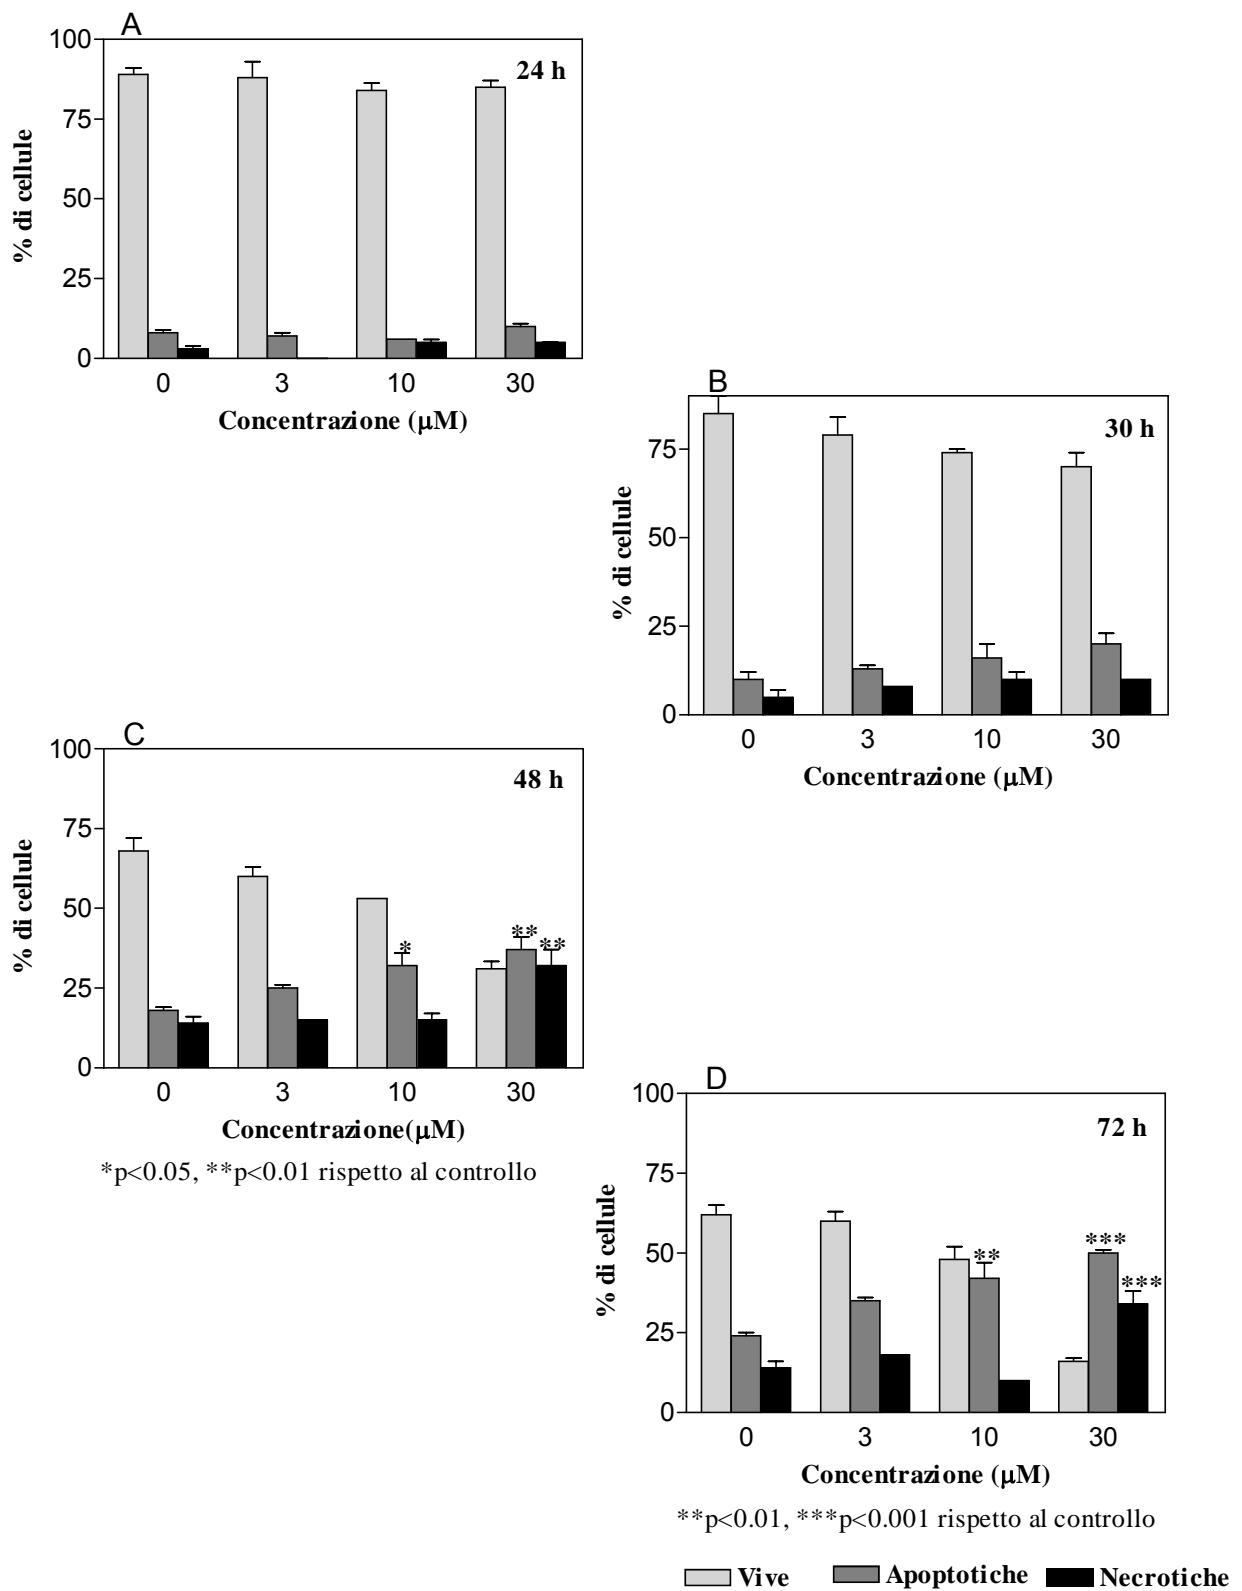 A
100
75
50
25
0
% di cellule
24 h
0 3 10 30
Concentrazione (µM)
B
75
50
25
0
% di cellule
30 h
0 3 10 30
Concentrazione (µM)
C
100
75
50
25
0
% di cellule
48 h
*
** **
0 3 10 30
Concentrazione(µM)
*p<0.05, **p<0.01 rispetto al controllo
D
100
75
50
25
0
% di cellule
72 h
**
***
***
0 3 10 30
Concentrazione (µM)
**p<0.01, ***p<0.001 rispetto al controllo
Vive Apoptotiche Necrotiche